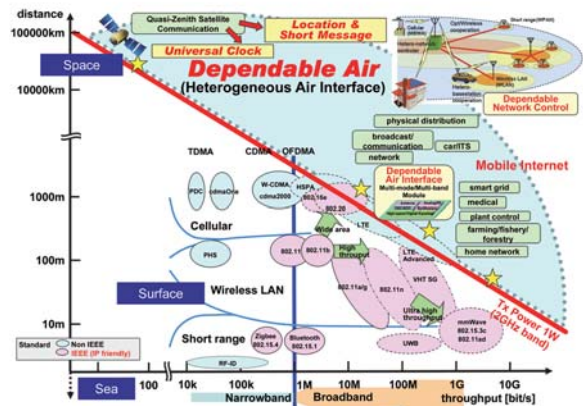 distance
100000km
10000km
1000m
100m
10m
Space
Surface
Sea
Quasi-Zenith Satellite
Communication
Location &
Short Message
Universal Clock
Dependable Air
(Heterogeneous Air Interface)
Dependable
Network Control
physical distribution
broadcast/
communication
car/ITS
network
Mobile Internet
Dependable
Air Interface
Multi-mode/Multi-band
Module
smart grid
medical
plant control
farming/fishery/
forestry
home network
TDMA
CDMA
OFDMA
PDC
cdmaOne
W-CDMA,
cdma2000
HSPA
802.16e
802.20
Cellular
Wide area
LTE
PHS
802.11
802.11b
High
throughput
LTE-
Advanced
802.11a/g
802.11n
VHT SG
Wireless LAN
Ultra high
throughput
Tx Power 1W
(2GHz band)
Short range
Zigbee
802.15.4
Bluetooth
802.15.1
UWB
mmWave
802.15.3c
802.11ad
RF-ID
Standard
Non IEEE
IEEE (IP friendly)
100
10k
1M
10M
100M
1G
10G
Narrowband
Broadband
throughput [bit/s]